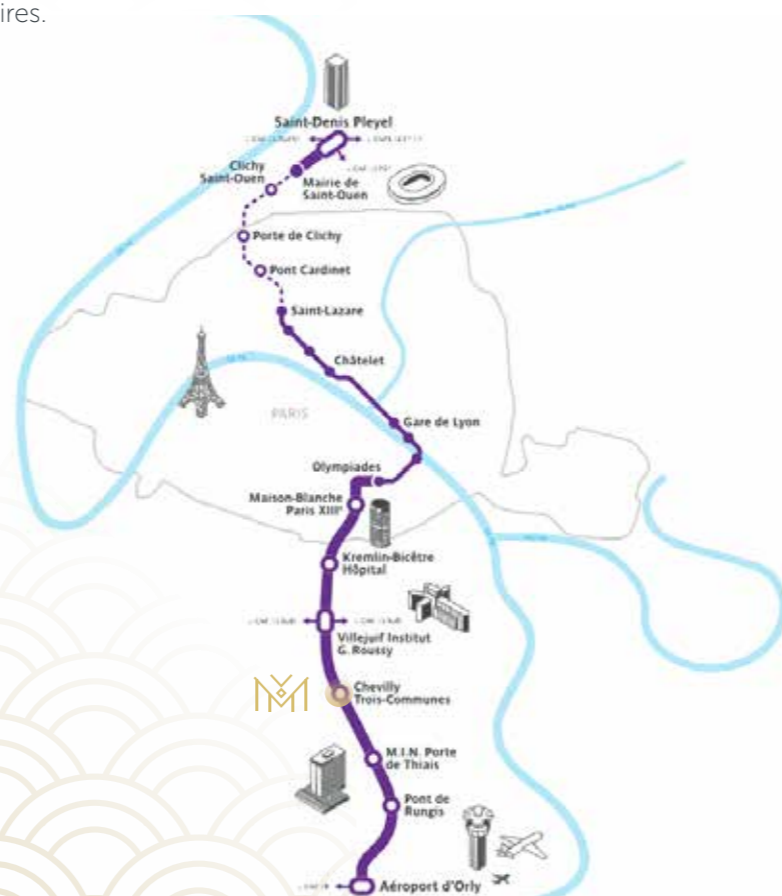 ires.
Saint-Denis Pleyel
Clichy
Saint-Ouen
Mairie de
Saint-Ouen
Porte de Clichy
Pont Cardinet
Saint-Lazare
Châtelet
PARIS
Gare de Lyon
Olympiades
Maison-Blanche
Paris XIIIᵉ
Kremlin-Bicêtre
Hôpital
Villejuif Institut
G. Roussy
Chevilly
Trois-Communes
M.I.N. Porte
de Thiais
Pont de
Rungis
Aéroport d'Orly